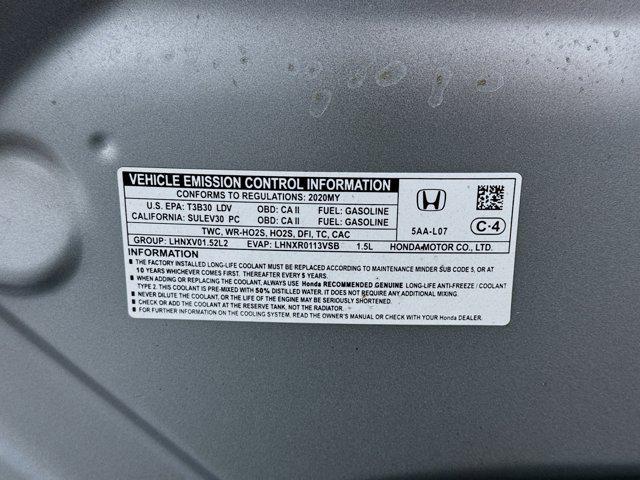 VEHICLE EMISSION CONTROL INFORMATION
CONFORMS TO REGULATIONS: 2020MY
U.S. EPA: T3B30 LDV OBD: CA II FUEL: GASOLINE
CALIFORNIA: SULEV30 PC OBD: CA II FUEL: GASOLINE
TWC, WR-HO2S, HO2S, DFI, TC, CAC
GROUP: LHNXV01.52L2 EVAP: LHNXR0113VSB 1.5L
5AA-L07
C-4
HONDA MOTOR CO., LTD.
INFORMATION
■ THE FACTORY INSTALLED LONG-LIFE COOLANT MUST BE REPLACED ACCORDING TO MAINTENANCE MINDER SUB CODE 5, OR AT
10 YEARS WHICHEVER COMES FIRST. THEREAFTER EVERY 5 YEARS.
■ WHEN ADDING OR REPLACING THE COOLANT, ALWAYS USE Honda RECOMMENDED GENUINE LONG-LIFE ANTI-FREEZE / COOLANT
TYPE 2. THIS COOLANT IS PRE-MIXED WITH 50% DISTILLED WATER. IT DOES NOT REQUIRE ANY ADDITIONAL MIXING.
■ NEVER DILUTE THE COOLANT, OR THE LIFE OF THE ENGINE MAY BE SERIOUSLY SHORTENED.
■ CHECK OR ADD THE COOLANT AT THE RESERVE TANK, NOT THE RADIATOR.
■ FOR FURTHER INFORMATION ON THE COOLING SYSTEM, READ THE OWNER'S MANUAL OR CHECK WITH YOUR Honda DEALER.